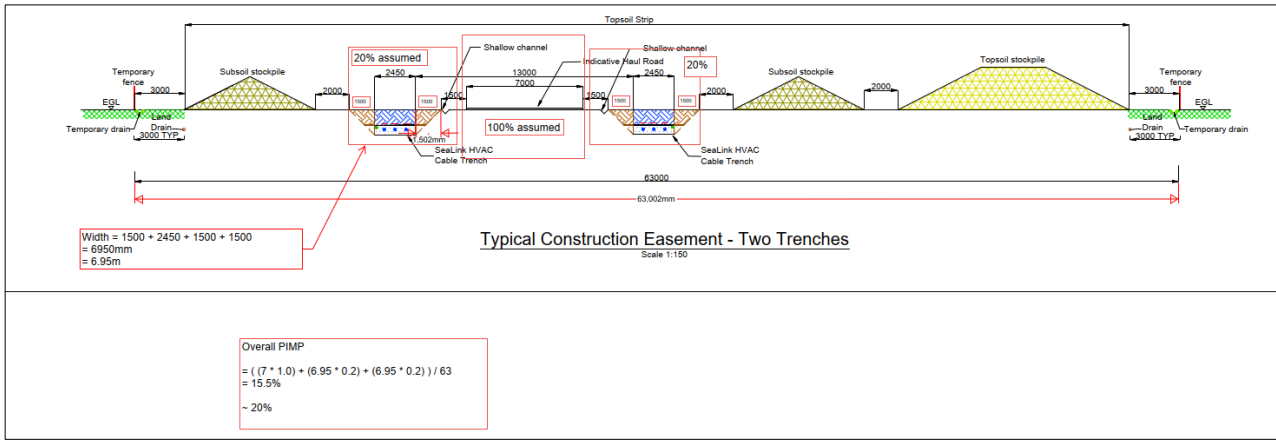 Topsoil Strip
20% assumed
Shallow channel
Shallow channel
Indicative Haul Road
20%
Temporary
fence
Subsoil stockpile
2450
13000
7000
2450
Subsoil stockpile
Topsoil stockpile
Temporary
fence
3000
2000
1500
1300
1500
1500
1500
1500
2000
2000
3000
EGL
EGL
Temporary drain
Land
Drain
3000 TYP
1,502mm
100% assumed
Land
Drain
3000 TYP
Temporary drain
SeaLink HVAC
Cable Trench
SeaLink HVAC
Cable Trench
63000
63,002mm
Width = 1500 + 2450 + 1500 + 1500
= 6950mm
= 6.95m
Typical Construction Easement - Two Trenches
Scale 1:150
Overall PIMP
= ( (7 * 1.0) + (6.95 * 0.2) + (6.95 * 0.2) ) / 63
= 15.5%
~ 20%